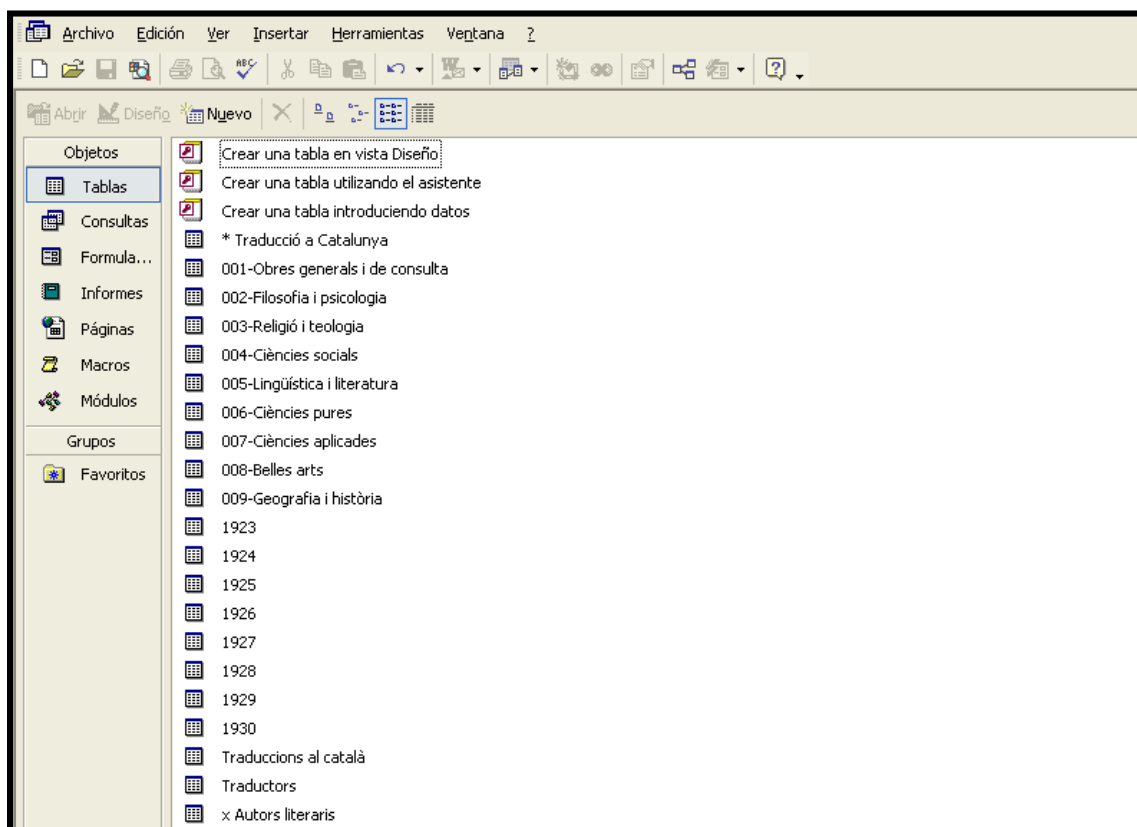 Archivo Edición Ver Insertar Herramientas Ventana ?
ABC
Abrir Diseño Nuevo
Objetos
Tablas
Consultas
Formula...
Informes
Páginas
Macros
Módulos
Grupos
Favoritos
Crear una tabla en vista Diseño
Crear una tabla utilizando el asistente
Crear una tabla introduciendo datos
* Traducció a Catalunya
001-Obres generals i de consulta
002-Filosofia i psicologia
003-Religió i teologia
004-Ciències socials
005-Lingüística i literatura
006-Ciències pures
007-Ciències aplicades
008-Belles arts
009-Geografia i història
1923
1924
1925
1926
1927
1928
1929
1930
Traduccions al català
Traductors
x Autors literaris